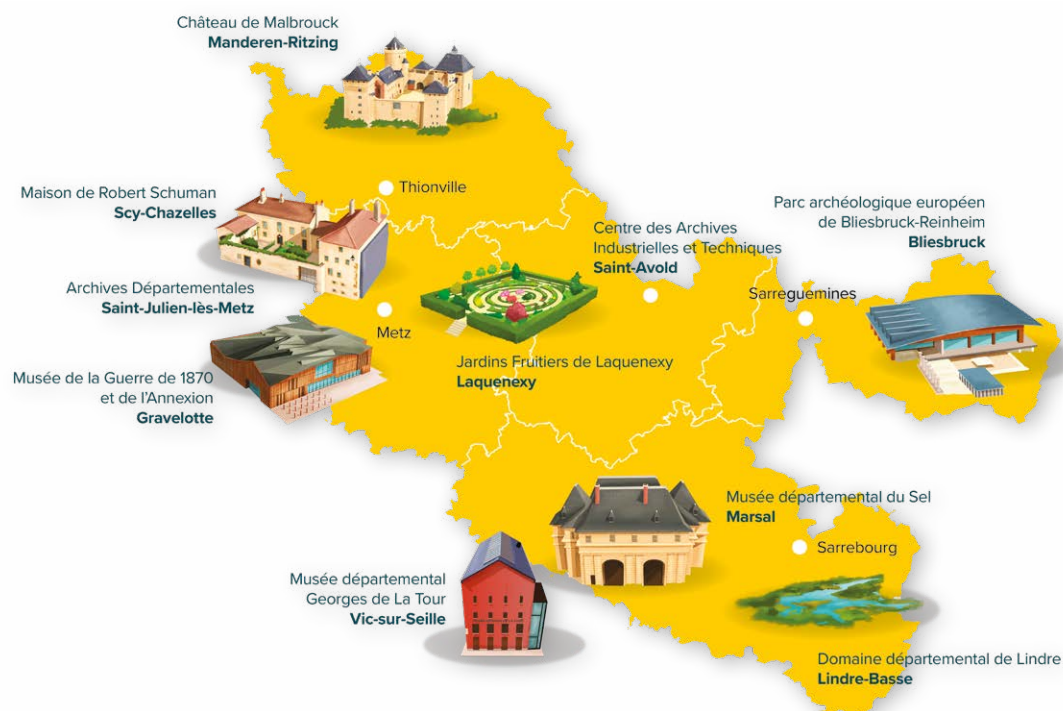 Château de Malbrouck
Manderen-Ritzing
Thionville
Maison de Robert Schuman
Scy-Chazelles
Centre des Archives
Industrielles et Techniques
Saint-Avold
Parc archéologique européen
de Bliesbruck-Reinheim
Bliesbruck
Archives Départementales
Saint-Julien-lès-Metz
Sarreguemines
Metz
Musée de la Guerre de 1870
et de l'Annexion
Gravelotte
Jardins Fruitiers de Laquenexy
Laquenexy
Musée départemental du Sel
Marsal
Sarrebourg
Musée départemental
Georges de La Tour
Vic-sur-Seille
Domaine départemental de Lindre
Lindre-Basse